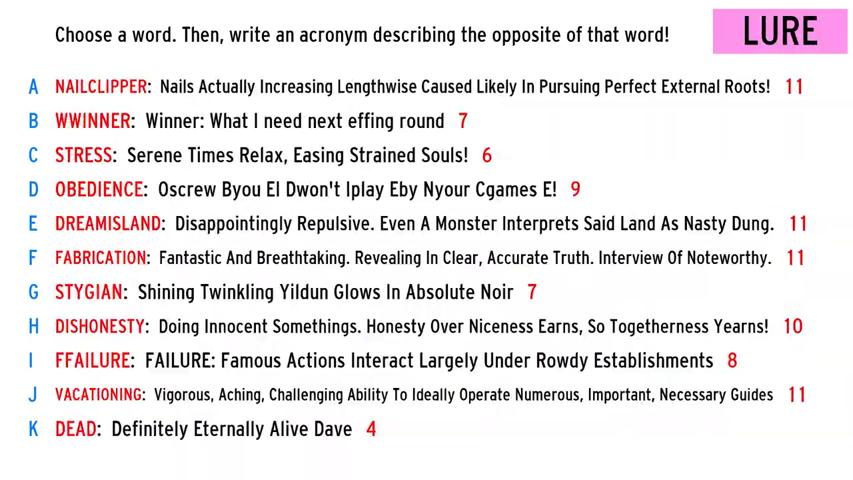 Choose a word. Then, write an acronym describing the opposite of that word!
LURE
A NAILCLIPPER: Nails Actually Increasing Lengthwise Caused Likely In Pursuing Perfect External Roots! 11
B WWINNER: Winner: What I need next effing round 7
C STRESS: Serene Times Relax, Easing Strained Souls! 6
D OBEDIENCE: Oscrew Byou EI Dwon't Iplay Eby Nyour Cgames E! 9
E DREAMISLAND: Disappointingly Repulsive. Even A Monster Interprets Said Land As Nasty Dung. 11
F FABRICATION: Fantastic And Breathtaking. Revealing In Clear, Accurate Truth. Interview Of Noteworthy. 11
G STYGIAN: Shining Twinkling Yildun Glows In Absolute Noir 7
H DISHONESTY: Doing Innocent Somethings. Honesty Over Niceness Earns, So Togetherness Yearns! 10
I FFAILURE: FAILURE: Famous Actions Interact Largely Under Rowdy Establishments 8
J VACATIONING: Vigorous, Aching, Challenging Ability To Ideally Operate Numerous, Important, Necessary Guides 11
K DEAD: Definitely Eternally Alive Dave 4